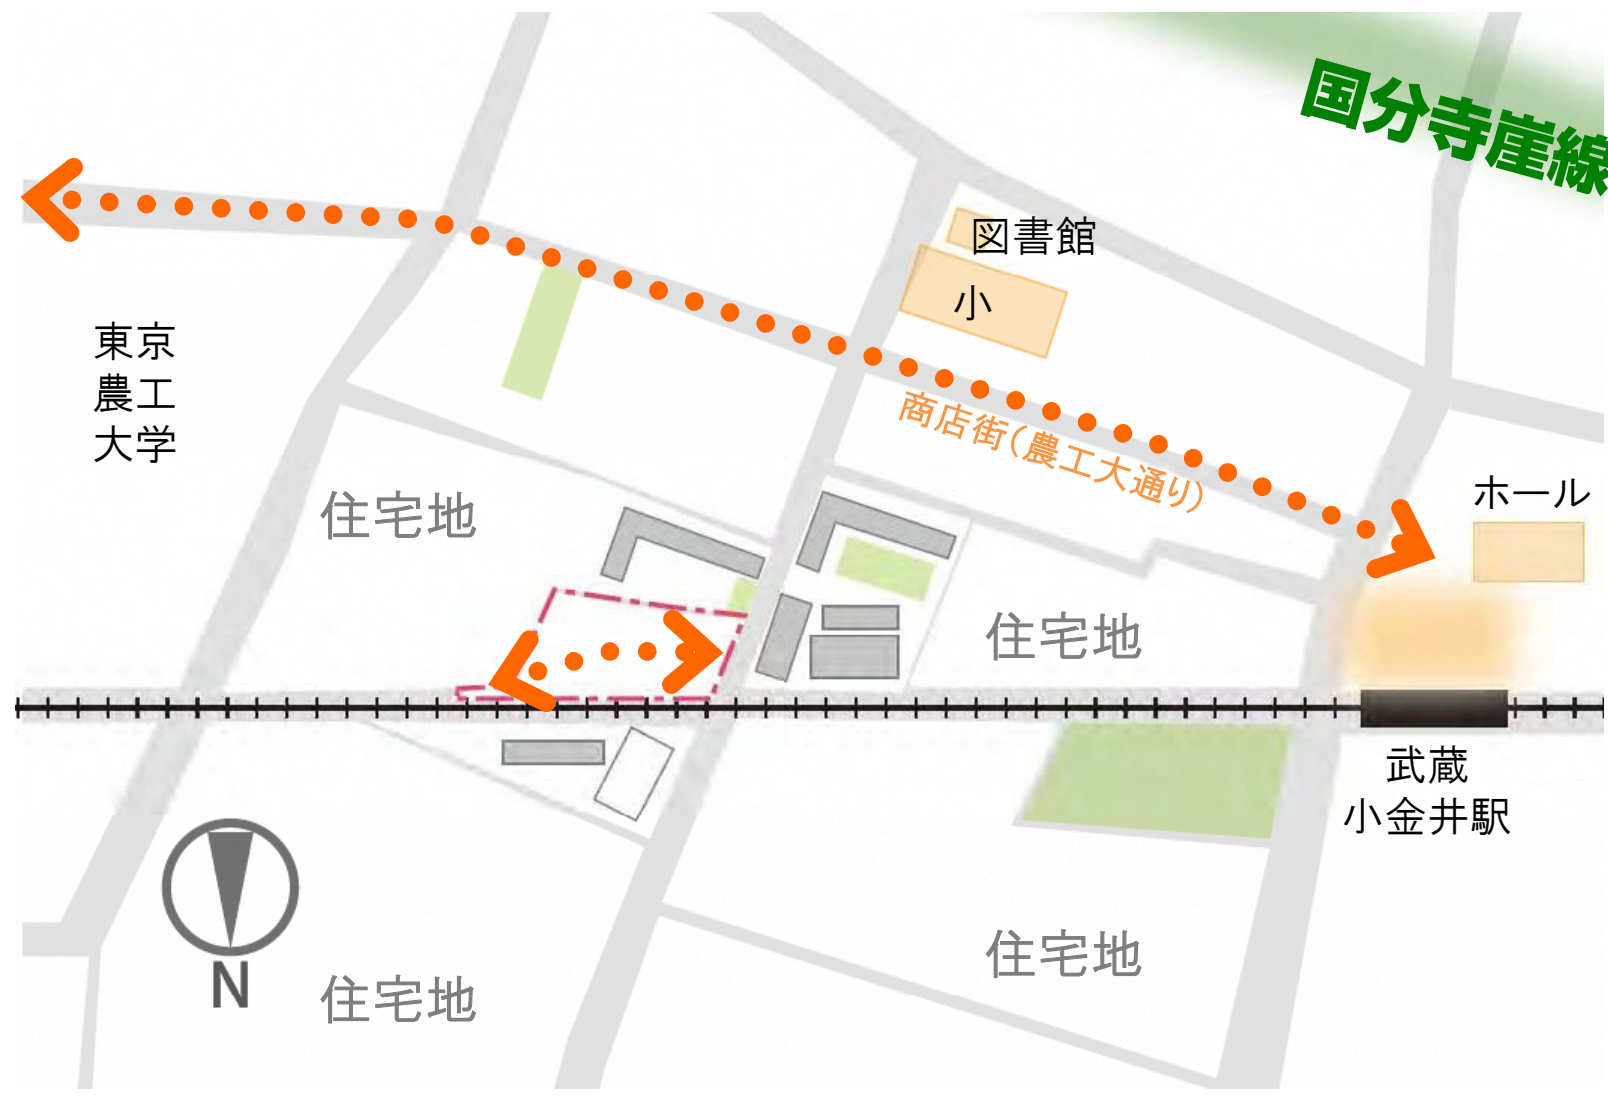 国分寺崖線
図書館
小
東京
農工
大学
商店街（農工大通り）
住宅地
ホール
住宅地
武蔵
小金井駅
N
住宅地
住宅地